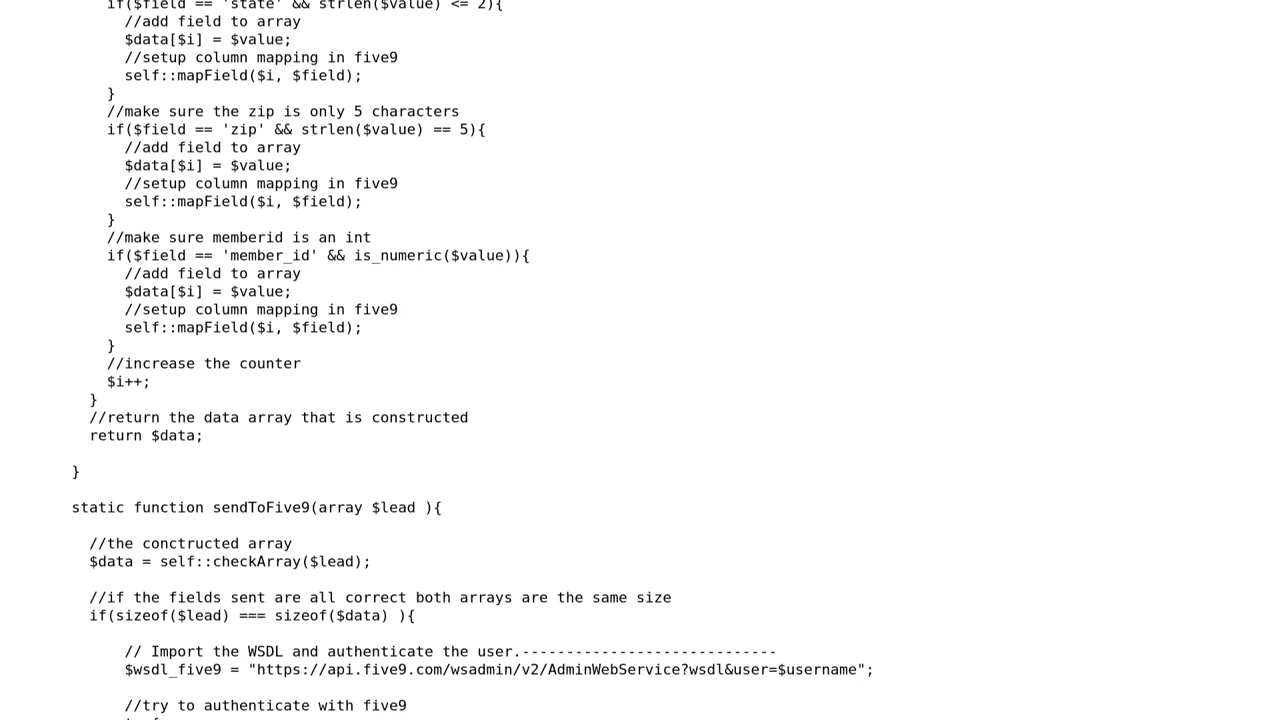 if($field == 'state' && strlen($value) <= 2){
//add field to array
$data[$i] = $value;
//setup column mapping in five9
self::mapField($i, $field);
}
//make sure the zip is only 5 characters
if($field == 'zip' && strlen($value) == 5){
//add field to array
$data[$i] = $value;
//setup column mapping in five9
self::mapField($i, $field);
}
//make sure memberid is an int
if($field == 'member_id' && is_numeric($value)){
//add field to array
$data[$i] = $value;
//setup column mapping in five9
self::mapField($i, $field);
}
//increase the counter
$i++;
}
//return the data array that is constructed
return $data;
}
static function sendToFive9(array $lead ){
//the conctructed array
$data = self::checkArray($lead);
//if the fields sent are all correct both arrays are the same size
if(sizeof($lead) === sizeof($data) ){
// Import the WSDL and authenticate the user.-----------------------------
$wsdl_five9 = "https://api.five9.com/wsadmin/v2/AdminWebService?wsdl&user=$username";
//try to authenticate with five9